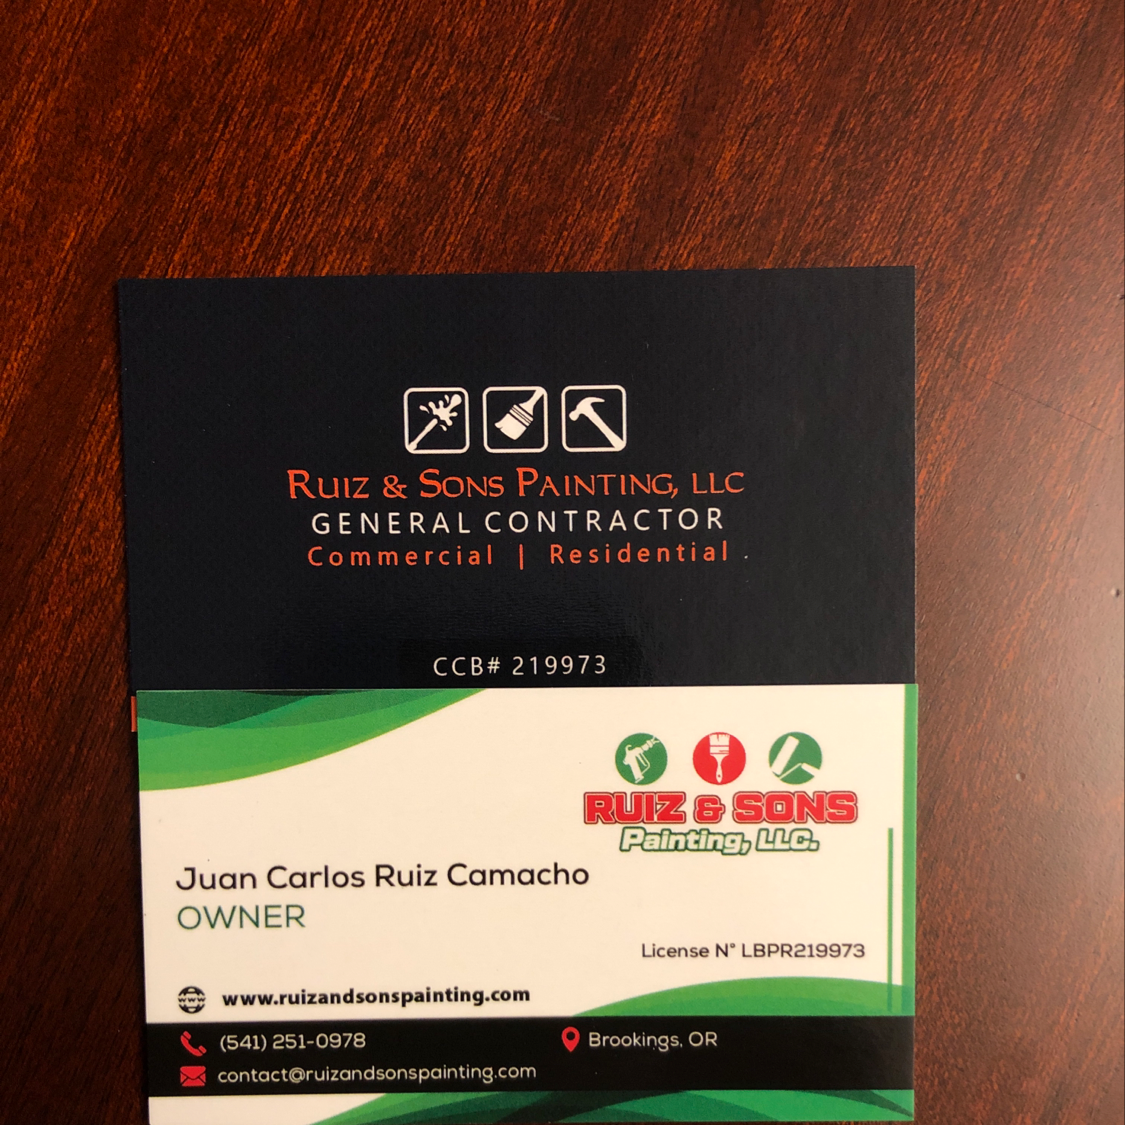 RUIZ & SONS PAINTING, LLC
GENERAL CONTRACTOR
Commercial | Residential
CCB# 219973
RUIZ & SONS
Painting, LLC.
Juan Carlos Ruiz Camacho
OWNER
License N° LBPR219973
www.ruizandsonspainting.com
(541) 251-0978
Brookings, OR
contact@ruizandsonspainting.com